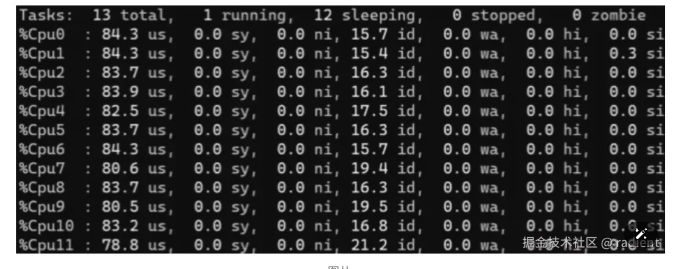 Tasks:  13 total,   1 running,  12 sleeping,   0 stopped,   0 zombie
%Cpu0  : 84.3 us,  0.0 sy,  0.0 ni, 15.7 id,  0.0 wa,  0.0 hi,  0.0 si
%Cpu1  : 84.3 us,  0.0 sy,  0.0 ni, 15.4 id,  0.0 wa,  0.0 hi,  0.3 si
%Cpu2  : 83.7 us,  0.0 sy,  0.0 ni, 16.3 id,  0.0 wa,  0.0 hi,  0.0 si
%Cpu3  : 83.9 us,  0.0 sy,  0.0 ni, 16.1 id,  0.0 wa,  0.0 hi,  0.0 si
%Cpu4  : 82.5 us,  0.0 sy,  0.0 ni, 17.5 id,  0.0 wa,  0.0 hi,  0.0 si
%Cpu5  : 83.7 us,  0.0 sy,  0.0 ni, 16.3 id,  0.0 wa,  0.0 hi,  0.0 si
%Cpu6  : 84.3 us,  0.0 sy,  0.0 ni, 15.7 id,  0.0 wa,  0.0 hi,  0.0 si
%Cpu7  : 80.6 us,  0.0 sy,  0.0 ni, 19.4 id,  0.0 wa,  0.0 hi,  0.0 si
%Cpu8  : 83.7 us,  0.0 sy,  0.0 ni, 16.3 id,  0.0 wa,  0.0 hi,  0.0 si
%Cpu9  : 80.5 us,  0.0 sy,  0.0 ni, 19.5 id,  0.0 wa,  0.0 hi,  0.0 si
%Cpu10 : 83.2 us,  0.0 sy,  0.0 ni, 16.8 id,  0.0 wa,  0.0 hi, si
%Cpu11 : 78.8 us,  0.0 sy,  0.0 ni, 21.2 id,  0.0 wa,
掘金技术社区 @radient